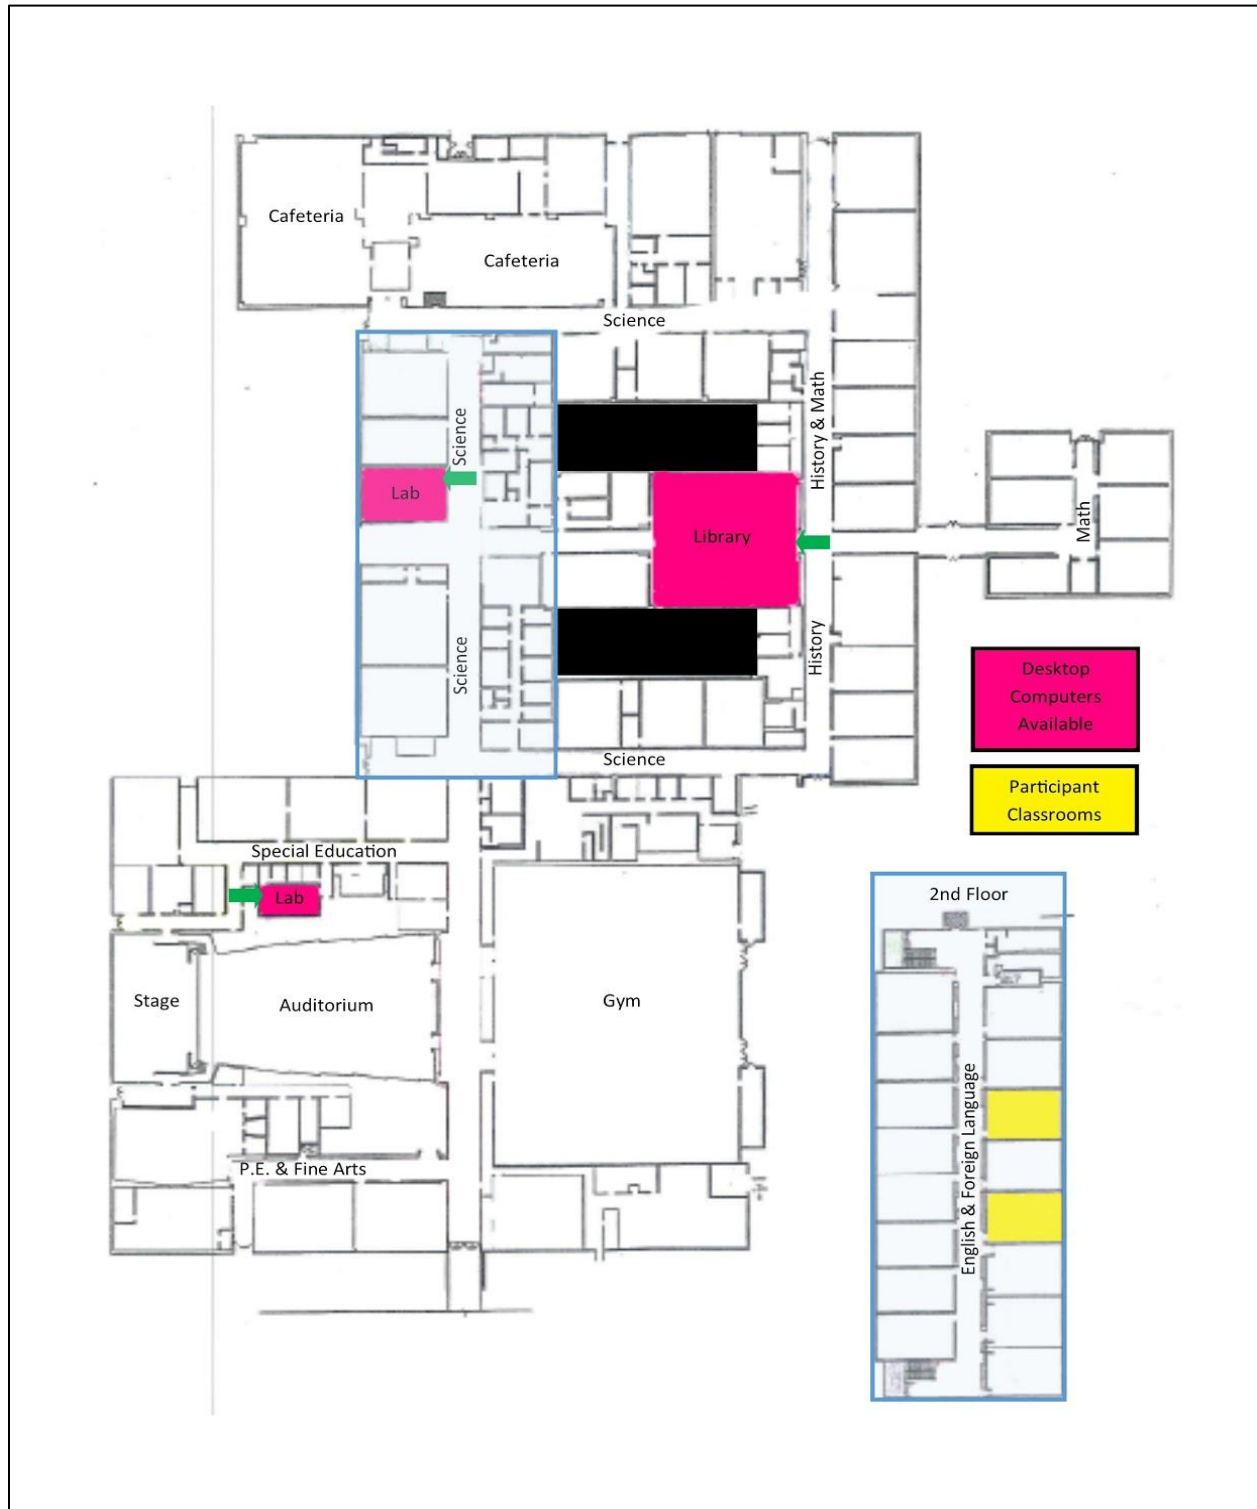 Cafeteria
Cafeteria
Science
Science
History & Math
Lab
Library
Math
Science
History
Desktop
Computers
Available
Science
Participant
Classrooms
Special Education
Lab
2nd Floor
Stage
Auditorium
Gym
English & Foreign Language
P.E. & Fine Arts